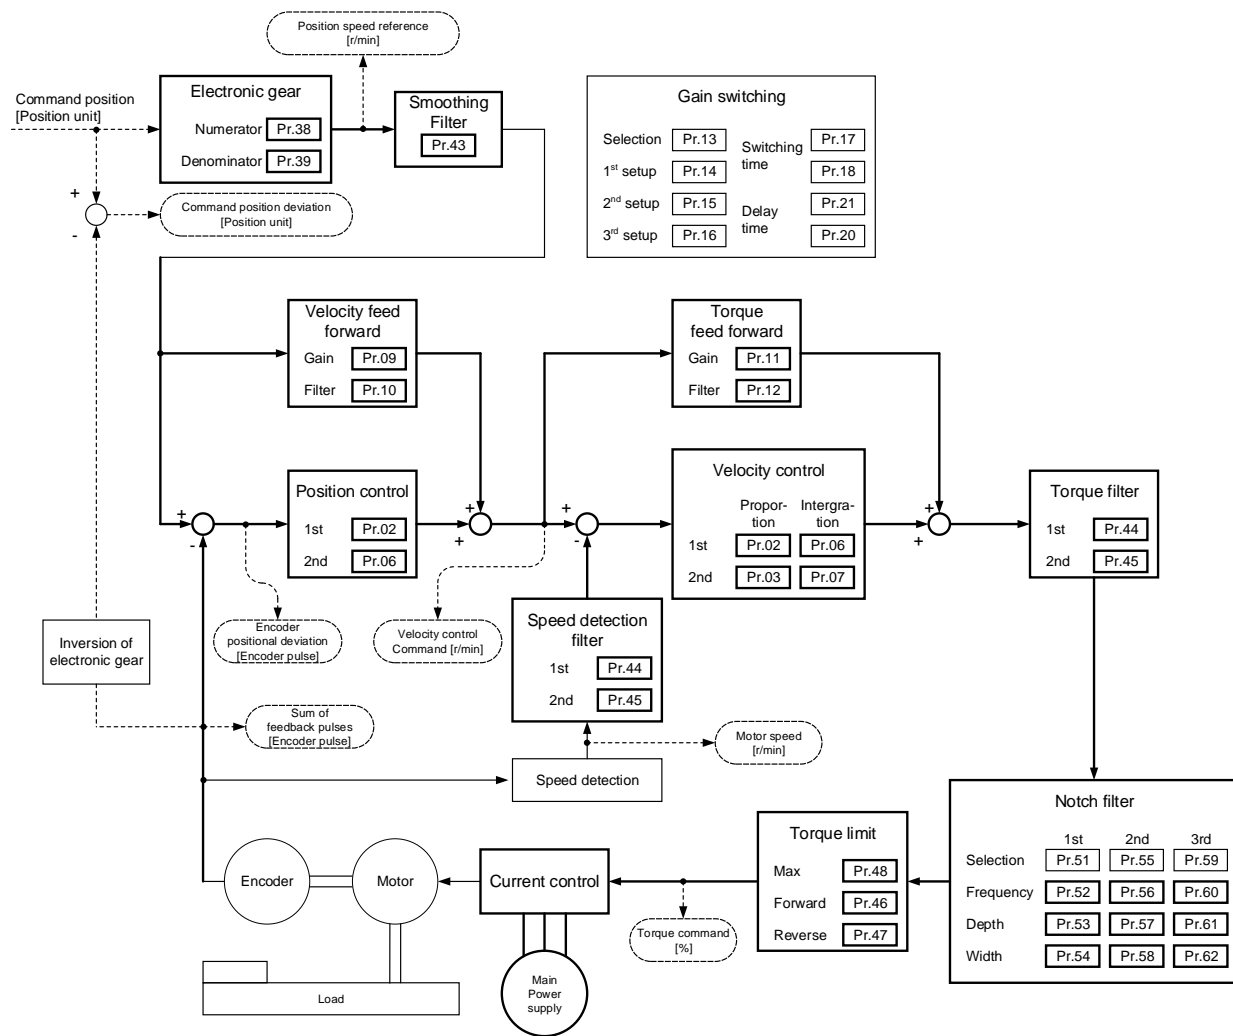 Position speed reference
[r/min]
Command position
[Position unit]
Electronic gear
Numerator Pr.38
Denominator Pr.39
Smoothing
Filter
Pr.43
Gain switching
Selection Pr.13
1st setup Pr.14
2nd setup Pr.15
3rd setup Pr.16
Switching
time
Pr.17
Pr.18
Delay
time
Pr.21
Pr.20
+
-
Command position deviation
[Position unit]
Velocity feed
forward
Gain Pr.09
Filter Pr.10
Torque
feed forward
Gain Pr.11
Filter Pr.12
+
-
Position control
1st Pr.02
2nd Pr.06
+
+
+
-
Velocity control
Propor-
tion
Intergra-
tion
1st Pr.02 Pr.06
2nd Pr.03 Pr.07
+
+
Torque filter
1st Pr.44
2nd Pr.45
Inversion of
electronic gear
Encoder
positional deviation
[Encoder pulse]
Velocity control
Command [r/min]
Speed detection
filter
1st Pr.44
2nd Pr.45
Sum of
feedback pulses
[Encoder pulse]
Motor speed
[r/min]
Speed detection
Notch filter
1st 2nd 3rd
Selection Pr.51 Pr.55 Pr.59
Frequency Pr.52 Pr.56 Pr.60
Depth Pr.53 Pr.57 Pr.61
Width Pr.54 Pr.58 Pr.62
Torque limit
Max Pr.48
Forward Pr.46
Reverse Pr.47
Torque command
[%]
Current control
Main
Power
supply
Motor
Encoder
Load